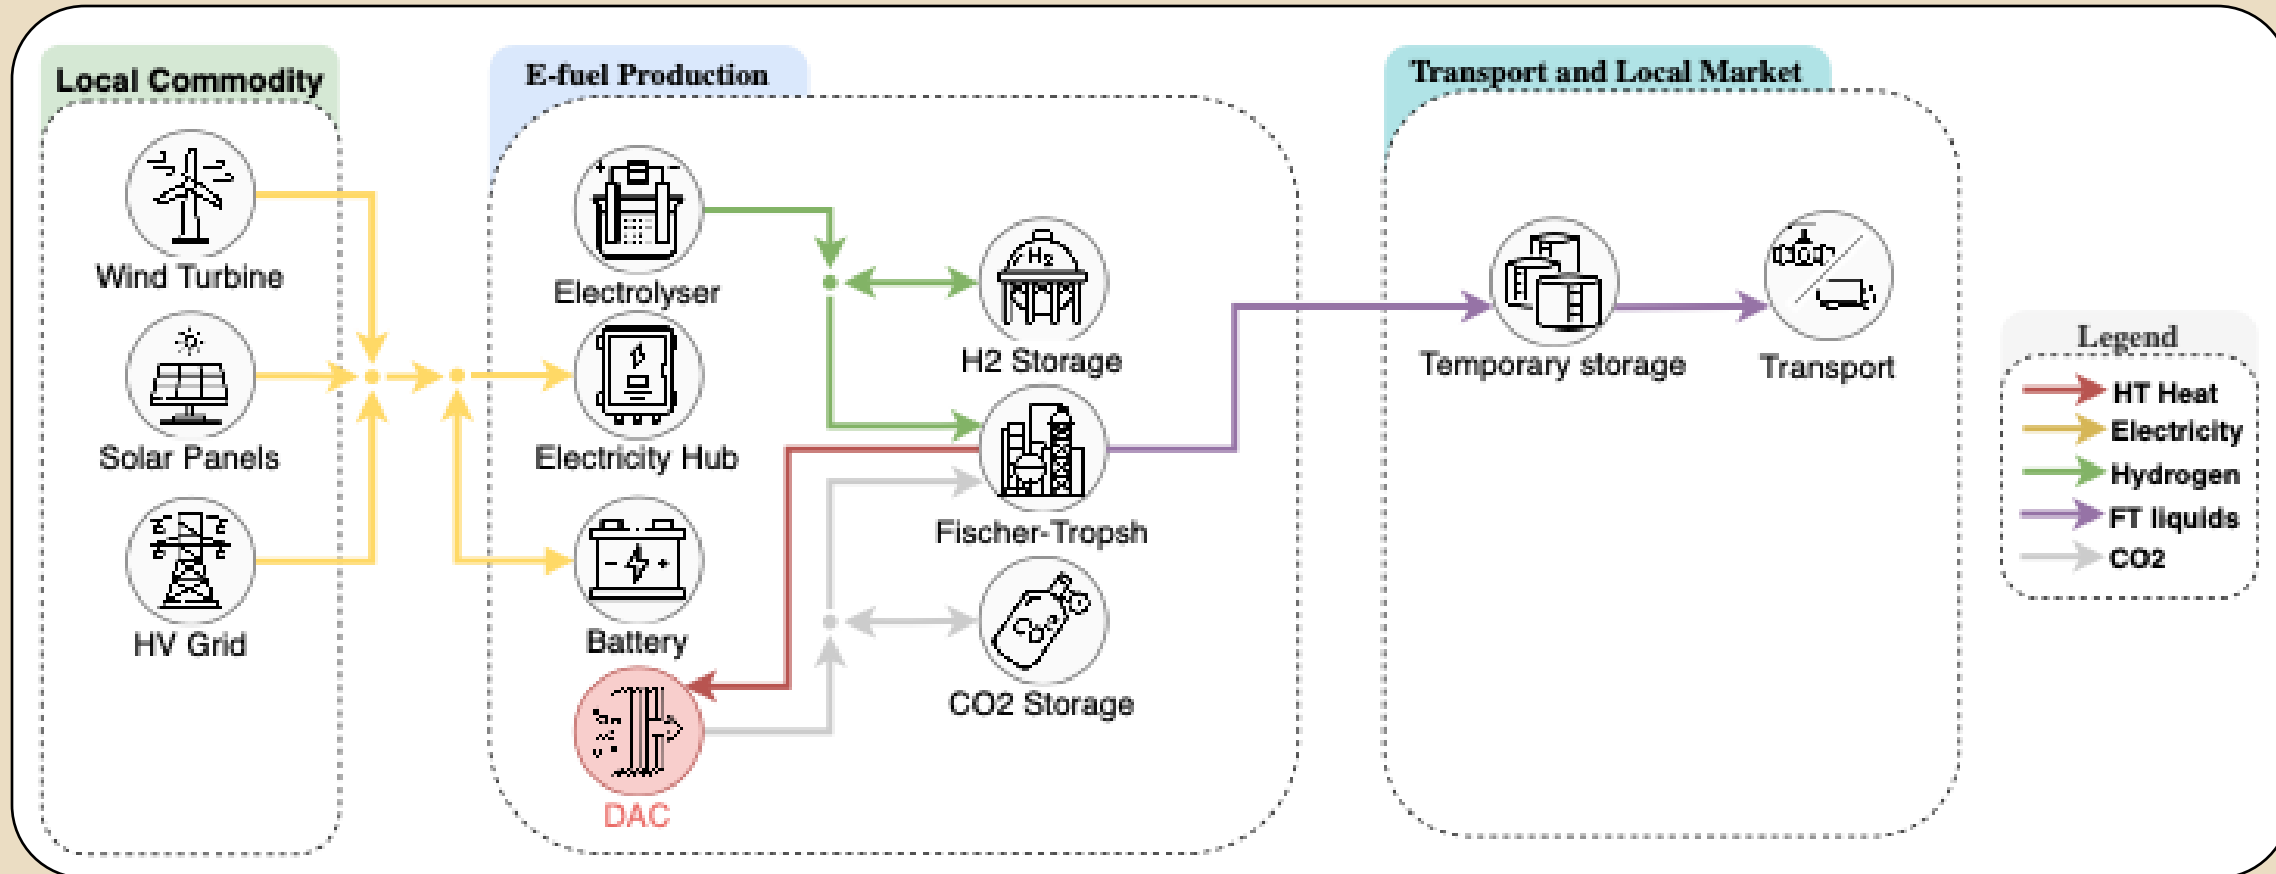 Local Commodity
Wind Turbine
Solar Panels
HV Grid
E-fuel Production
Electrolyser
Electricity Hub
Battery
DAC
H2
H2 Storage
Fischer-Tropsh
CO2 Storage
Transport and Local Market
Temporary storage
Transport
Legend
HT Heat
Electricity
Hydrogen
FT liquids
CO2